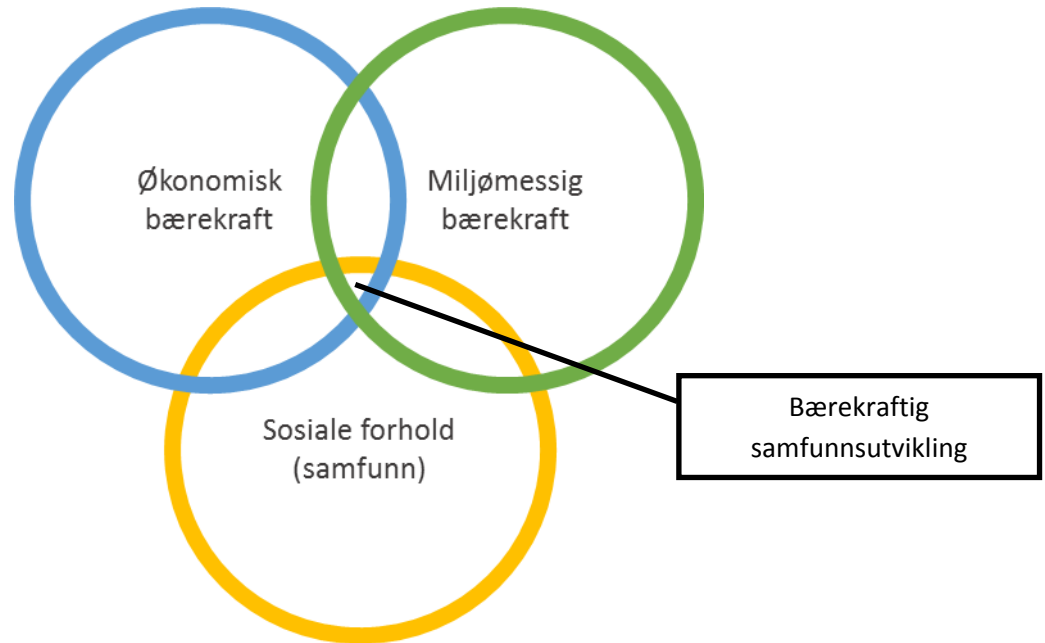 Økonomisk
bærekraft
Miljømessig
bærekraft
Sosiale forhold
(samfunn)
Bærekraftig
samfunnsutvikling